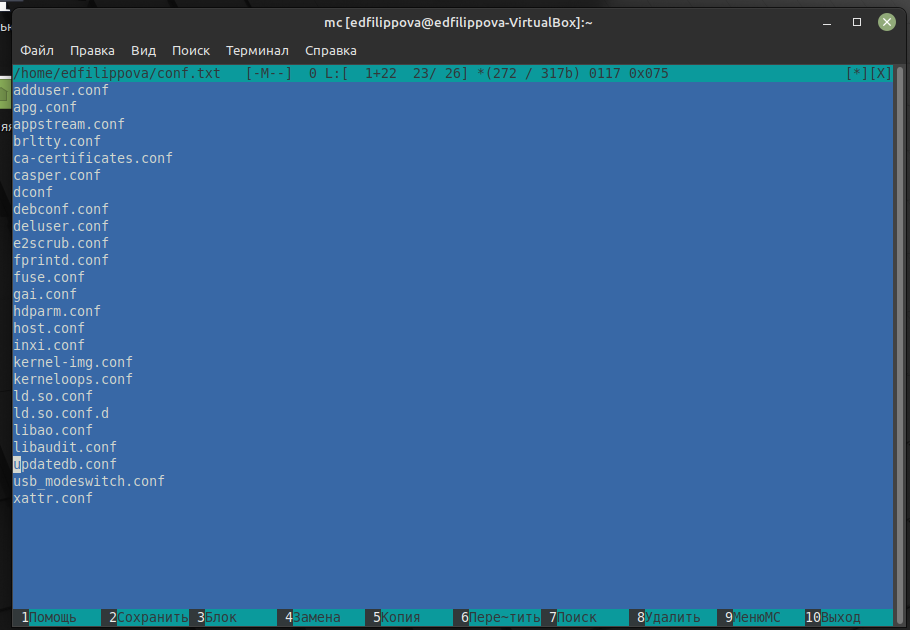 mc [edfilippova@edfilippova-VirtualBox]:~
Файл Правка Вид Поиск Терминал Справка
/home/edfilippova/conf.txt [-M--] 0 L:[ 1+22 23/ 26] *(272 / 317b) 0117 0x075 [*][X]
adduser.conf
apg.conf
appstream.conf
brltty.conf
ca-certificates.conf
casper.conf
dconf
debconf.conf
deluser.conf
e2scrub.conf
fprintd.conf
fuse.conf
gai.conf
hdparm.conf
host.conf
inxi.conf
kernel-img.conf
kerneloops.conf
ld.so.conf
ld.so.conf.d
libao.conf
libaudit.conf
updatedb.conf
usb_modeswitch.conf
xattr.conf
1Помощь 2Сохранить 3Блок 4Замена 5Копия 6Пере~тить 7Поиск 8Удалить 9МенюMC 10Выход